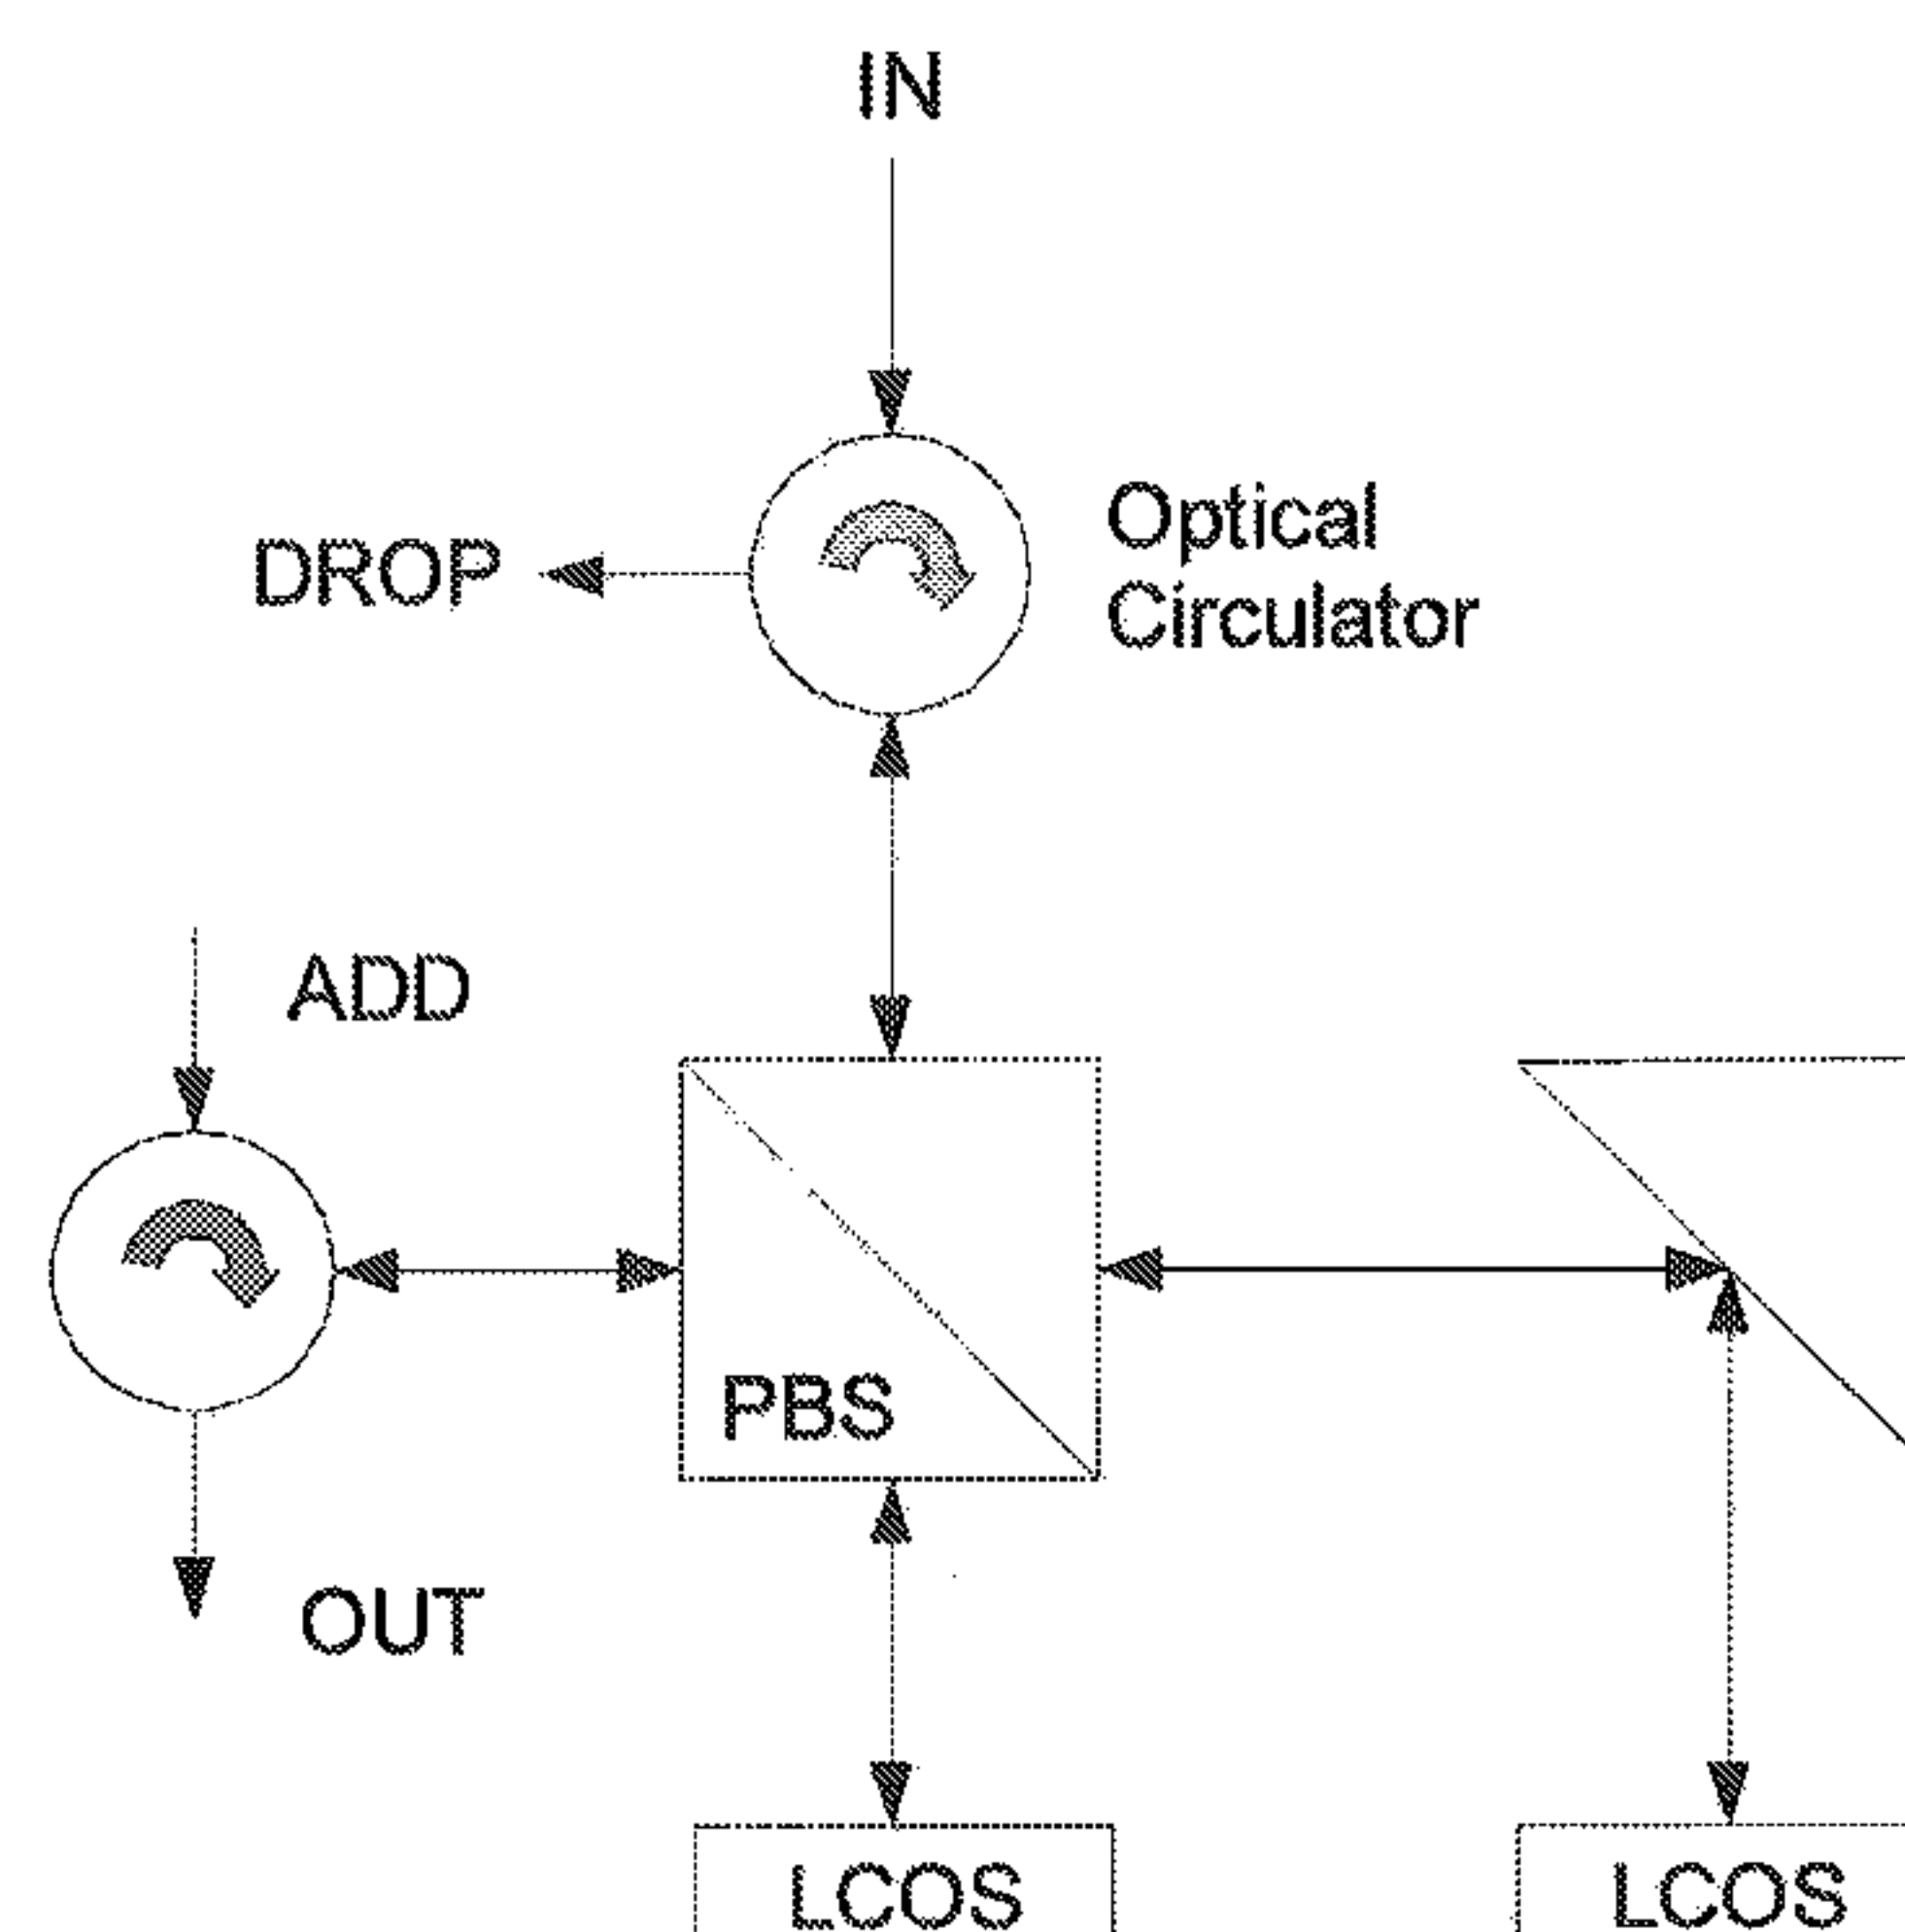 IN
DROP
Optical
Circulator
ADD
PBS
OUT
LCOS
LCOS